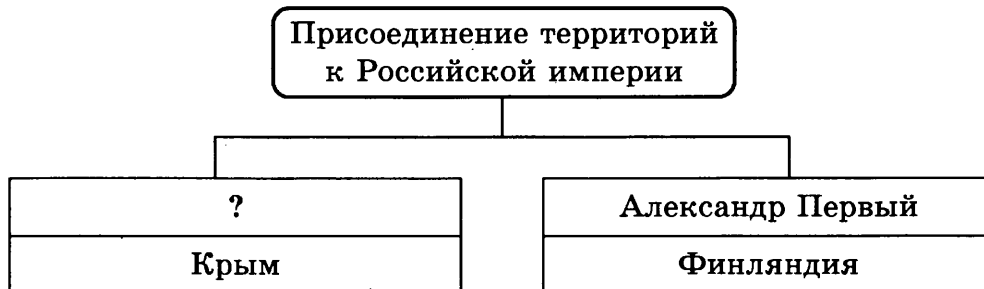 Присоединение территорий
к Российской империи
?
Александр Первый
Крым
Финляндия